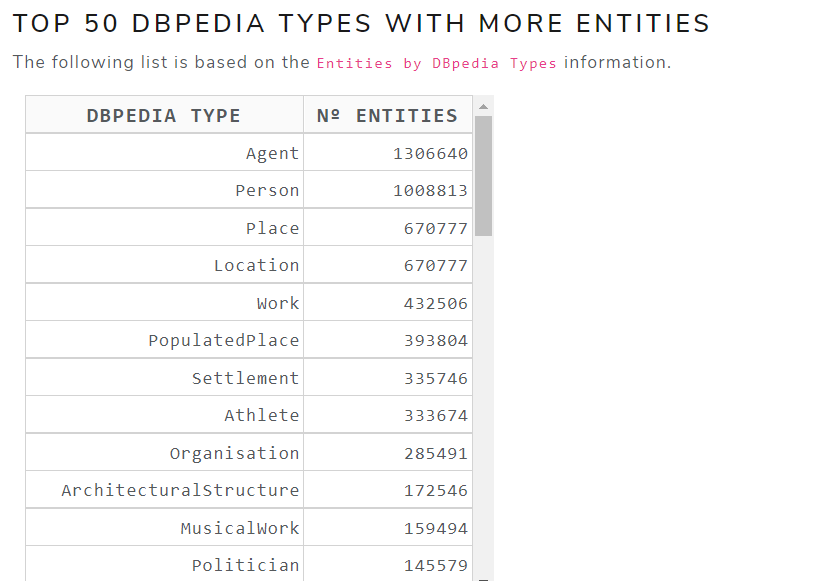 TOP 50 DBPEDIA TYPES WITH MORE ENTITIES
The following list is based on the Entities by DBpedia Types information.
DBPEDIA TYPE Nº ENTITIES
Agent 1306640
Person 1008813
Place 670777
Location 670777
Work 432506
PopulatedPlace 393804
Settlement 335746
Athlete 333674
Organisation 285491
ArchitecturalStructure 172546
MusicalWork 159494
Politician 145579